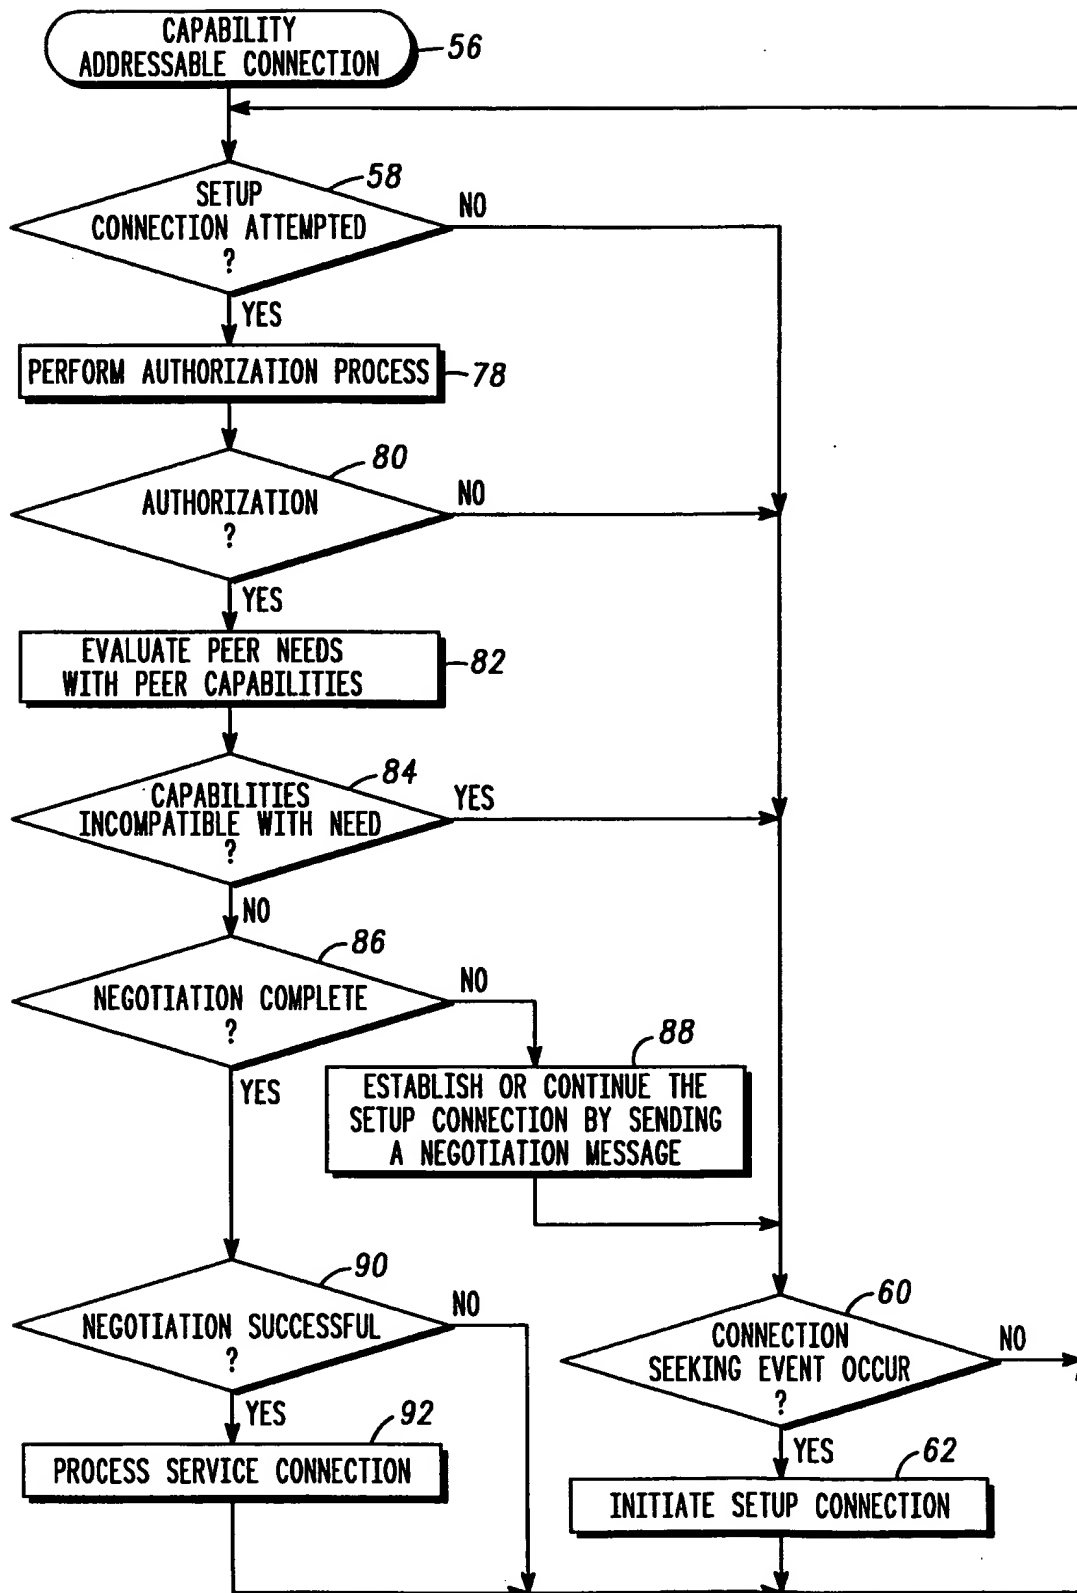 CAPABILITY
ADDRESSABLE CONNECTION
56
58
SETUP
CONNECTION ATTEMPTED
?
NO
YES
PERFORM AUTHORIZATION PROCESS
78
80
AUTHORIZATION
?
NO
YES
EVALUATE PEER NEEDS
WITH PEER CAPABILITIES
82
84
CAPABILITIES
INCOMPATIBLE WITH NEED
?
YES
NO
86
NEGOTIATION COMPLETE
?
NO
YES
88
ESTABLISH OR CONTINUE THE
SETUP CONNECTION BY SENDING
A NEGOTIATION MESSAGE
90
NEGOTIATION SUCCESSFUL
?
NO
YES
92
PROCESS SERVICE CONNECTION
60
CONNECTION
SEEKING EVENT OCCUR
?
NO
YES
62
INITIATE SETUP CONNECTION